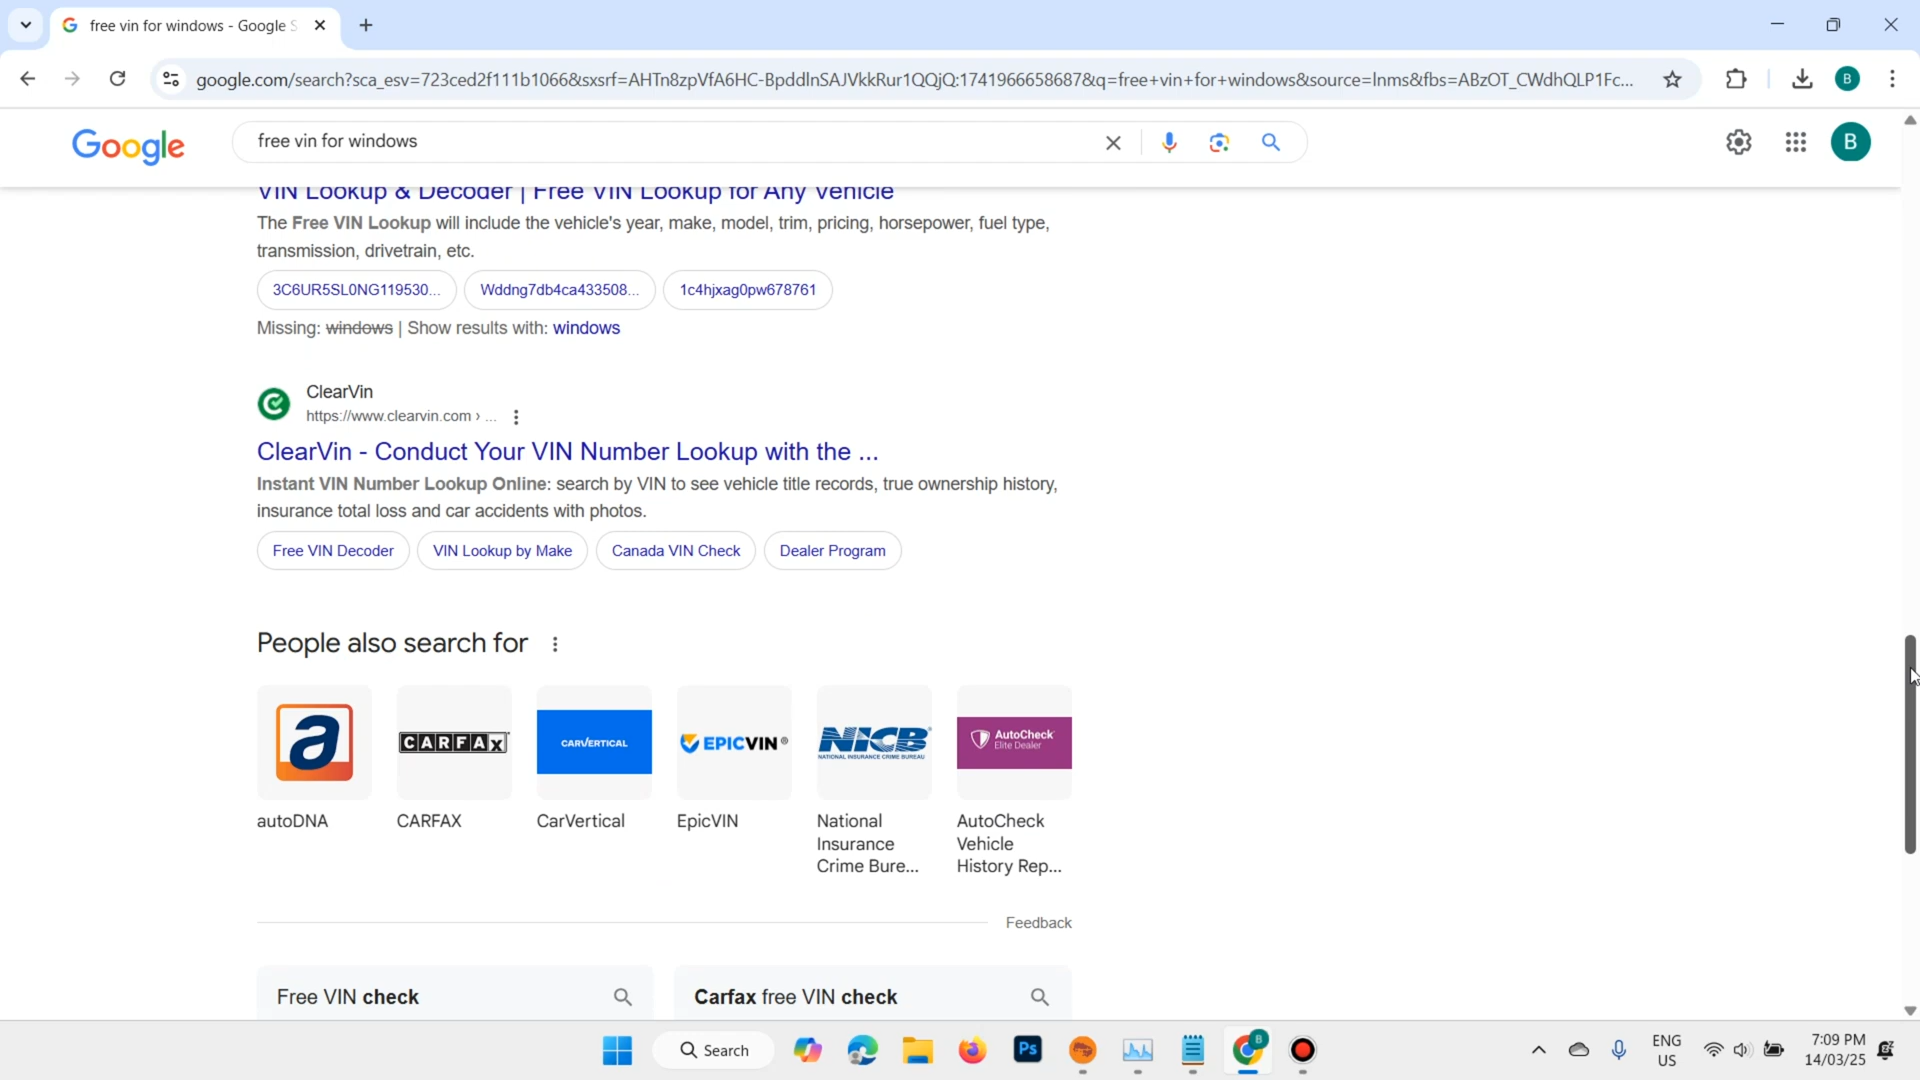 free vin for windows - Google S
google.com/search?sca_esv=723ced2f111b1066&sxsrf=AHTn8zpVfA6HC-BpddlnSAJVkkRur1QQjQ:1741966658687&q=free+vin+for+windows&source=lnms&fbs=ABzOT_CWdhQLP1Fc...
B
Google
free vin for windows
B
VIN Lookup & Decoder | Free VIN Lookup for Any Vehicle
The Free VIN Lookup will include the vehicle's year, make, model, trim, pricing, horsepower, fuel type,
transmission, drivetrain, etc.
3C6UR5SL0NG119530... Wddng7db4ca433508... 1c4hjxag0pw678761
Missing: windows | Show results with: windows
ClearVin
https://www.clearvin.com › ...
ClearVin - Conduct Your VIN Number Lookup with the ...
Instant VIN Number Lookup Online: search by VIN to see vehicle title records, true ownership history,
insurance total loss and car accidents with photos.
Free VIN Decoder VIN Lookup by Make Canada VIN Check Dealer Program
People also search for
a CARFAX CARVERTICAL EPICVIN® NICB AutoCheck
NATIONAL INSURANCE CRIME BUREAU Elite Dealer
autoDNA CARFAX CarVertical EpicVIN National AutoCheck
Insurance Vehicle
Crime Bure... History Rep...
Feedback
Free VIN check Carfax free VIN check
Search Ps B ENG 7:09 PM
US 14/03/25